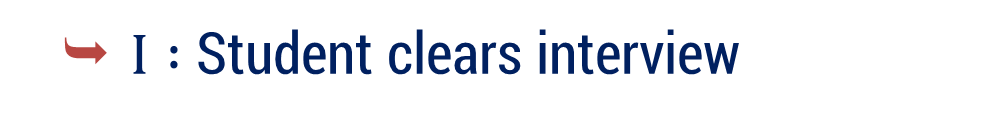 ➥ I : Student clears interview